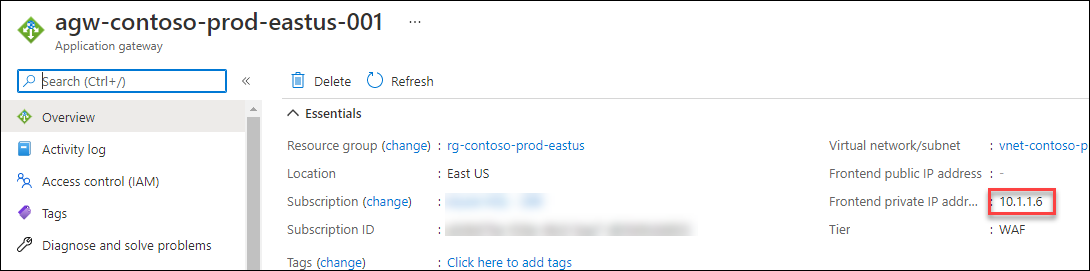 agw-contoso-prod-eastus-001 ...
Application gateway
Search (Ctrl+/) «
Delete Refresh
Overview
Activity log
Access control (IAM)
Tags
Diagnose and solve problems
Essentials
Resource group (change) : rg-contoso-prod-eastus
Location : East US
Subscription (change) :
Subscription ID :
Tags (change) : Click here to add tags
Virtual network/subnet : vnet-contoso-p
Frontend public IP address : -
Frontend private IP addr... : 10.1.1.6
Tier : WAF